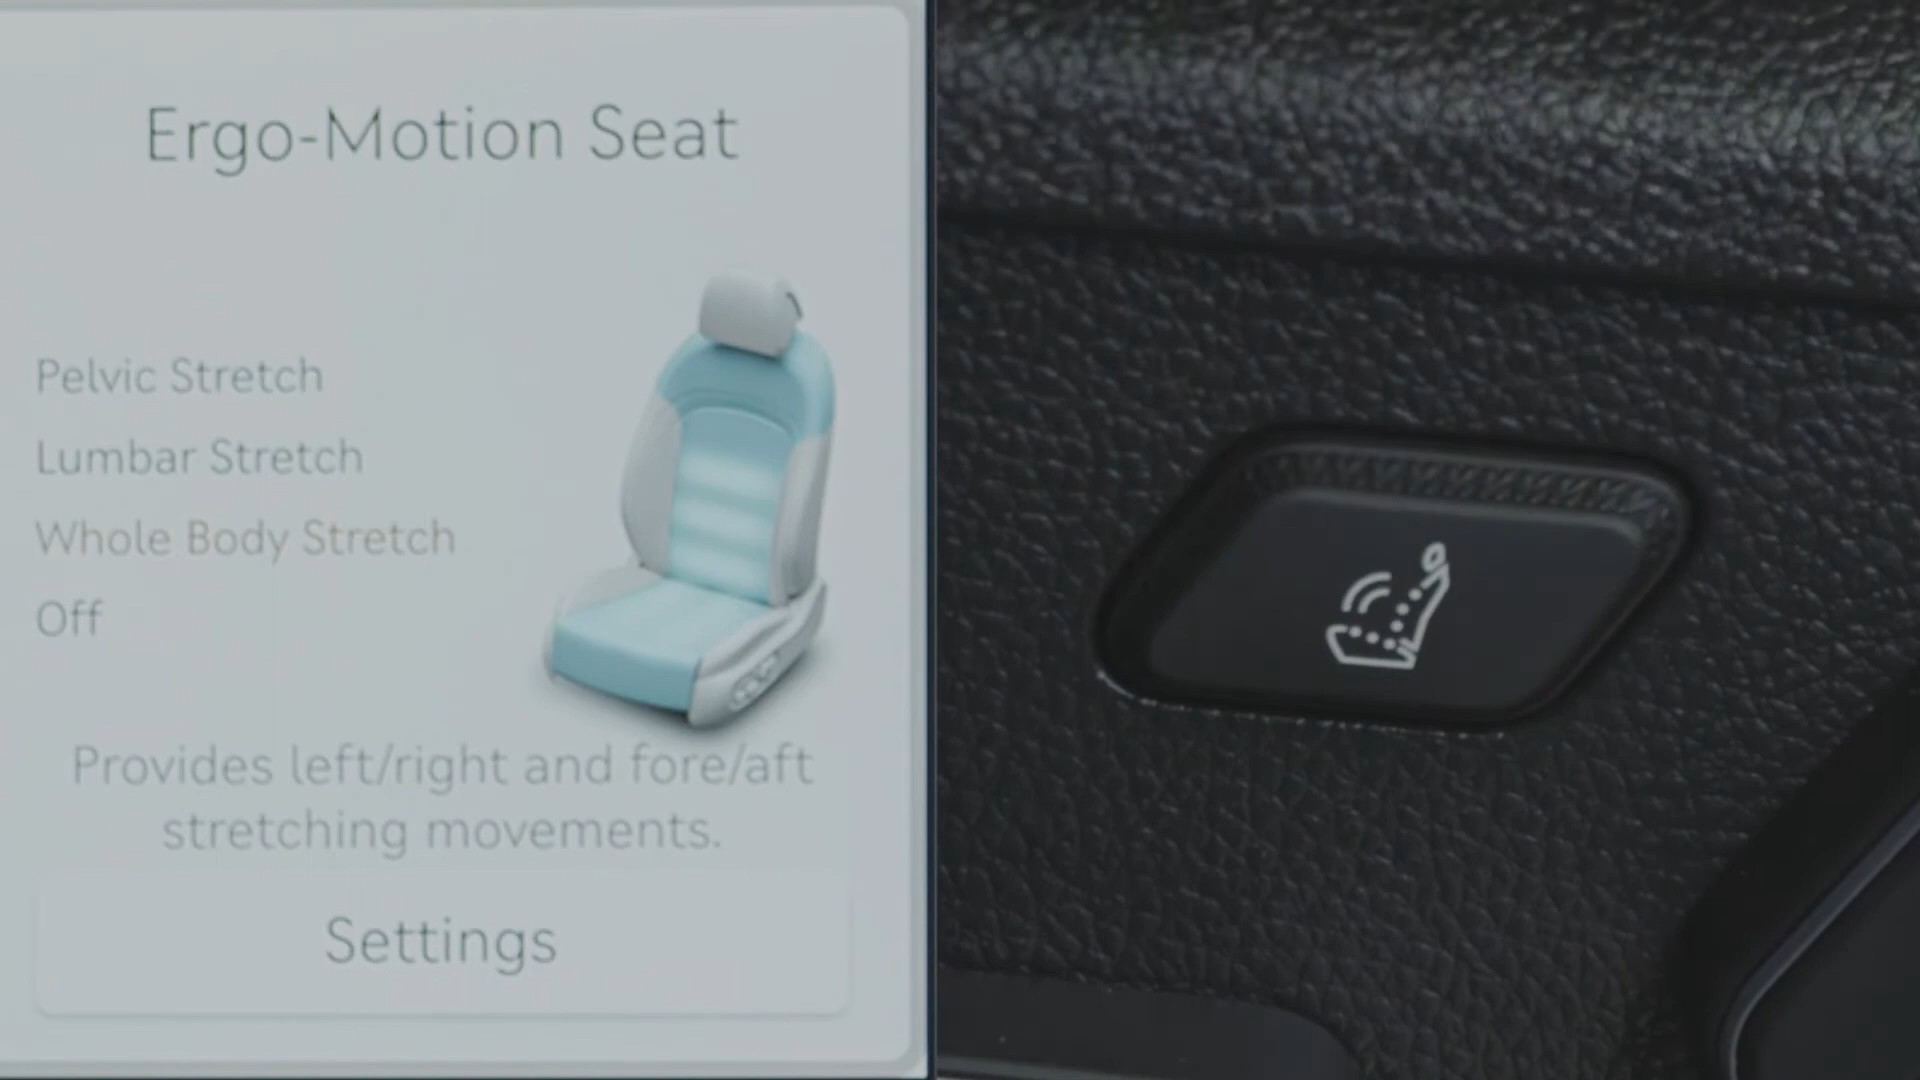 Ergo-Motion Seat
Pelvic Stretch
Lumbar Stretch
Whole Body Stretch
Off
Provides left/right and fore/aft
stretching movements.
Settings